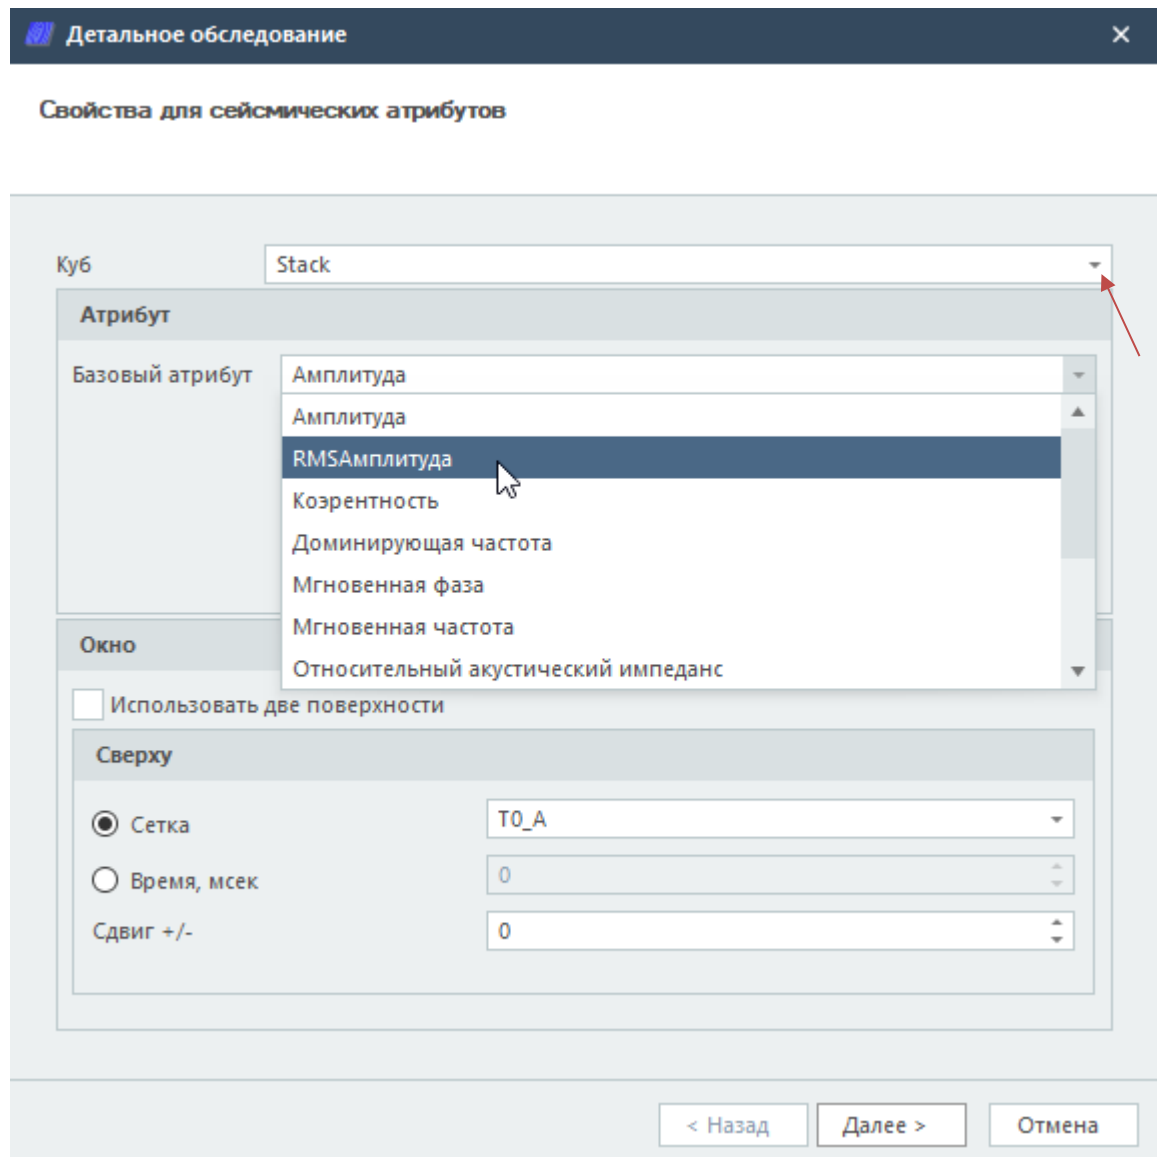 Детальное обследование
Свойства для сейсмических атрибутов
Куб Stack
Атрибут
Базовый атрибут Амплитуда
Амплитуда
RMSАмплитуда
Коэрентность
Доминирующая частота
Мгновенная фаза
Мгновенная частота
Относительный акустический импеданс
Окно
Использовать две поверхности
Сверху
Сетка T0_A
Время, мсек 0
Сдвиг +/- 0
< Назад Далее > Отмена